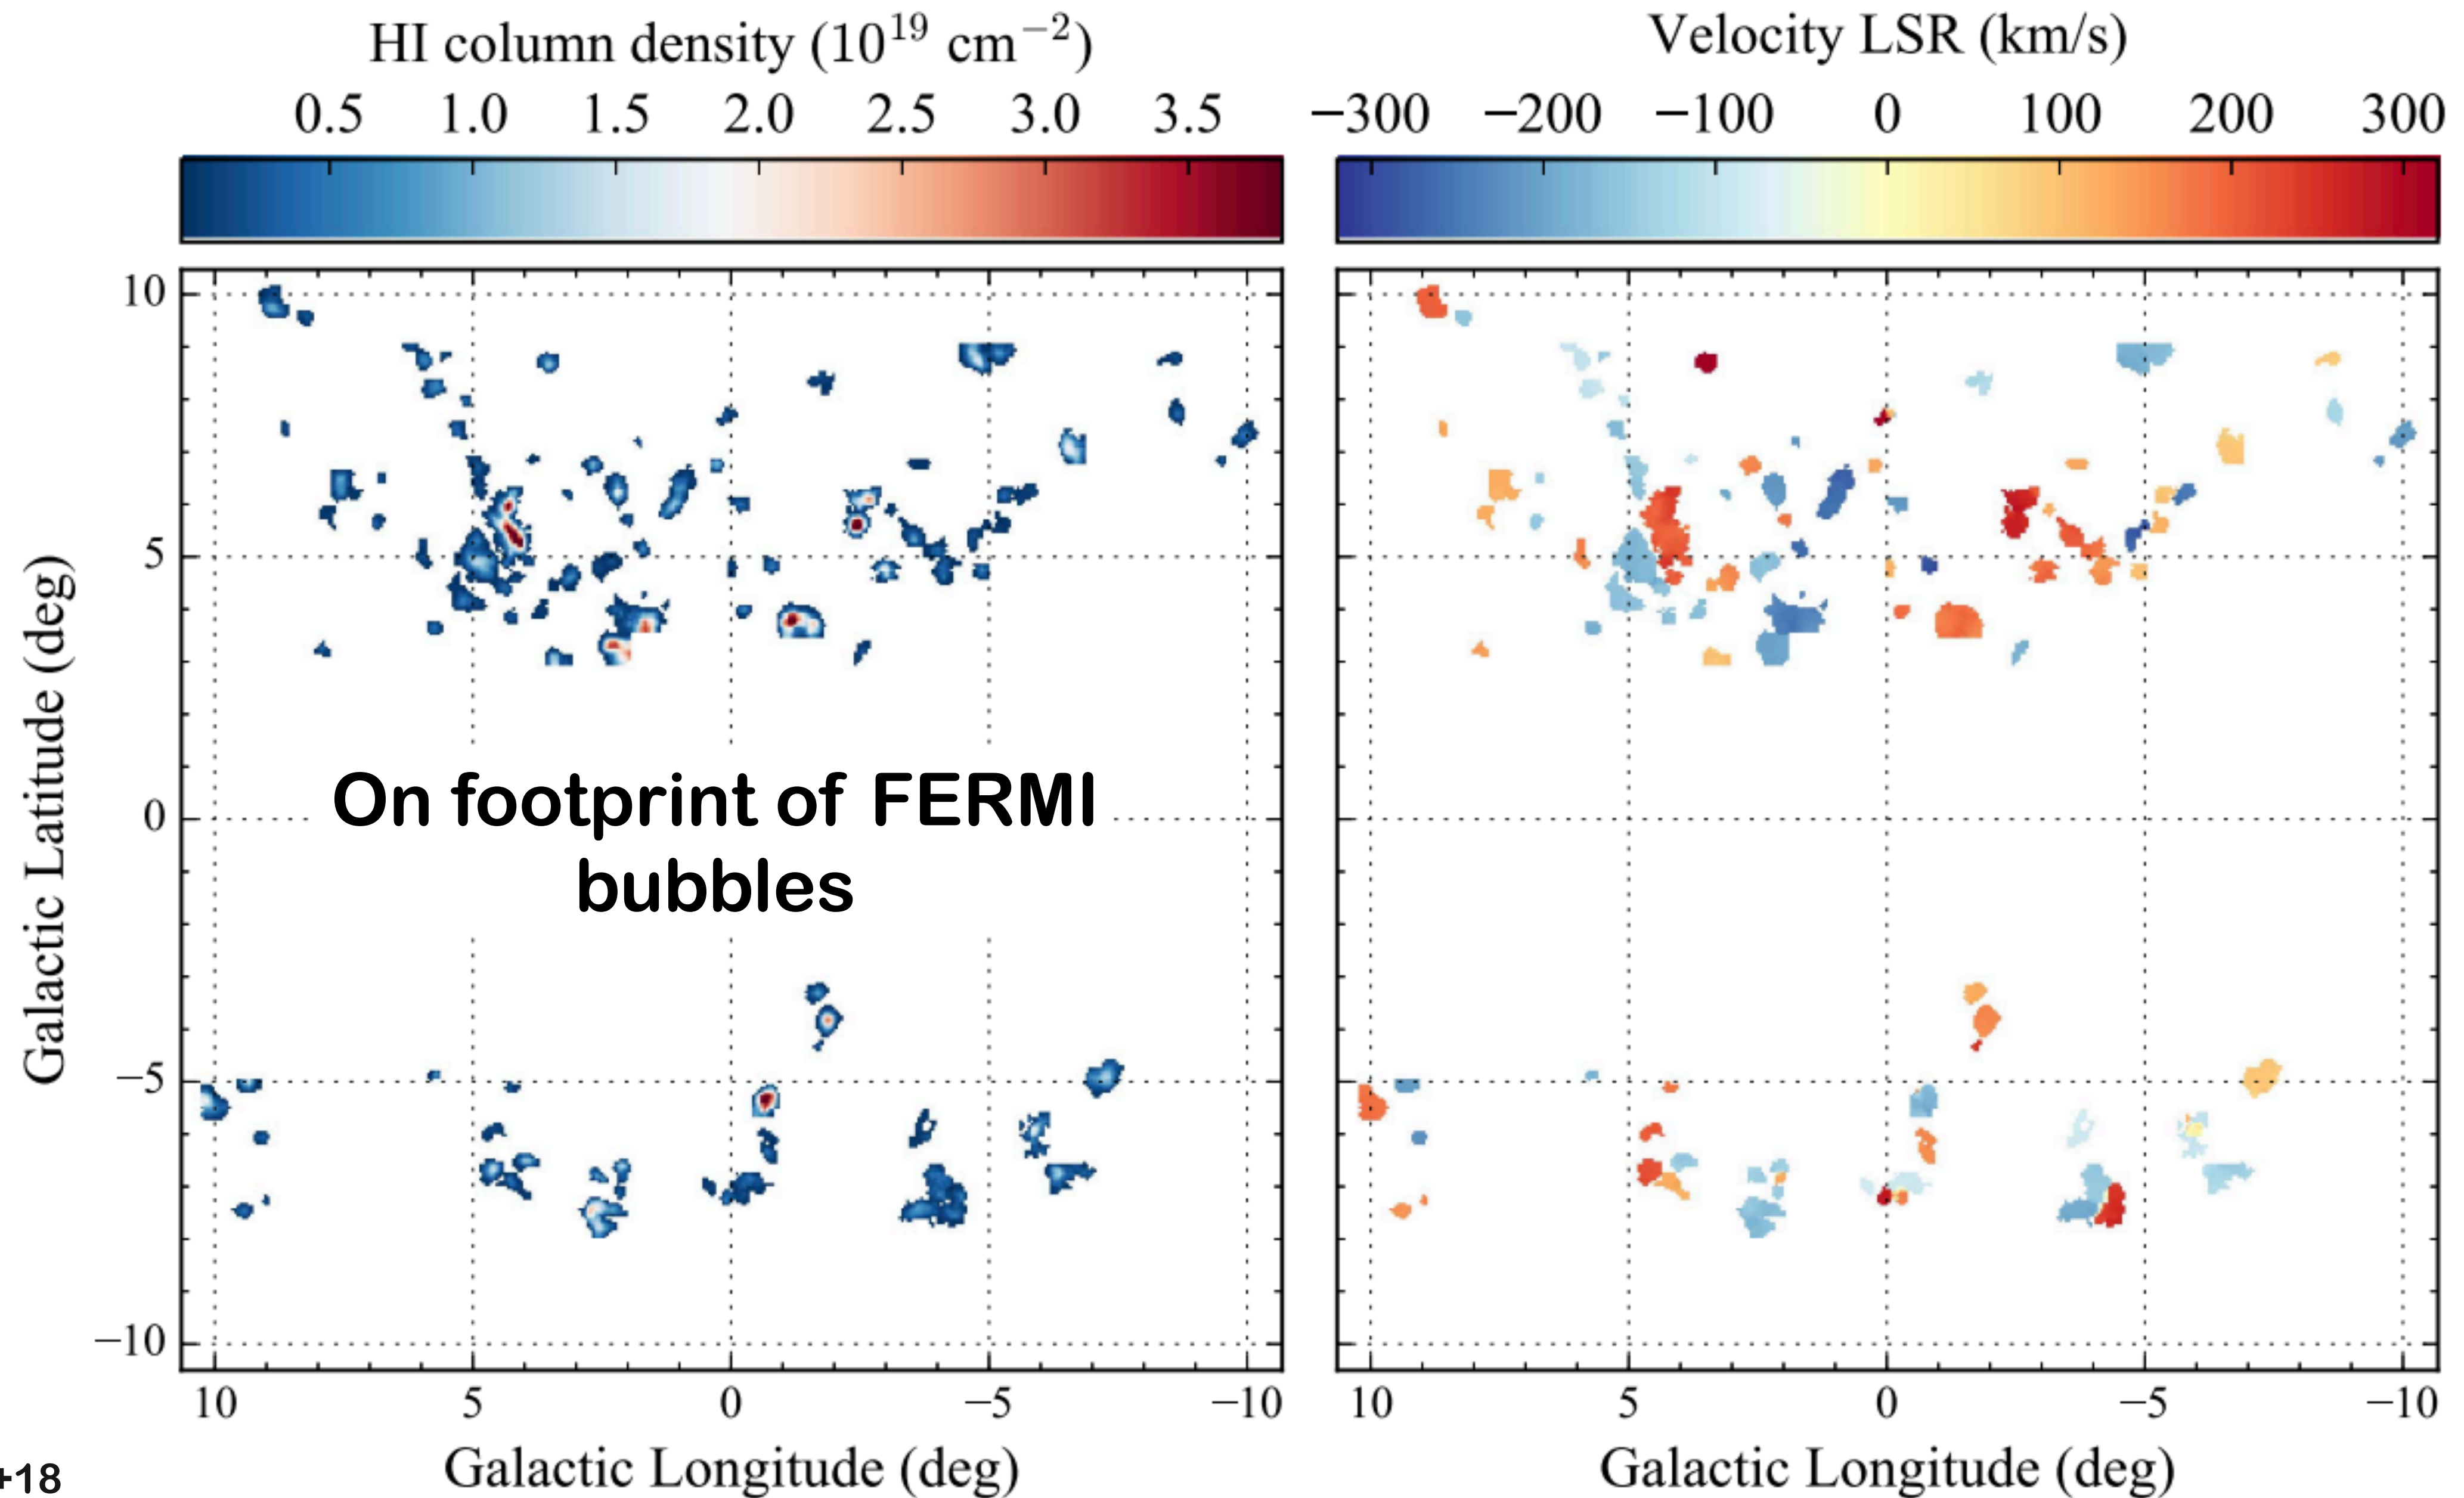 HI column density (10¹⁹ cm⁻²)
0.5 1.0 1.5 2.0 2.5 3.0 3.5
Velocity LSR (km/s)
−300 −200 −100 0 100 200 300
Galactic Latitude (deg)
10
5
0
−5
−10
On footprint of FERMI
bubbles
10 5 0 −5 −10
Galactic Longitude (deg)
10 5 0 −5 −10
Galactic Longitude (deg)
+18